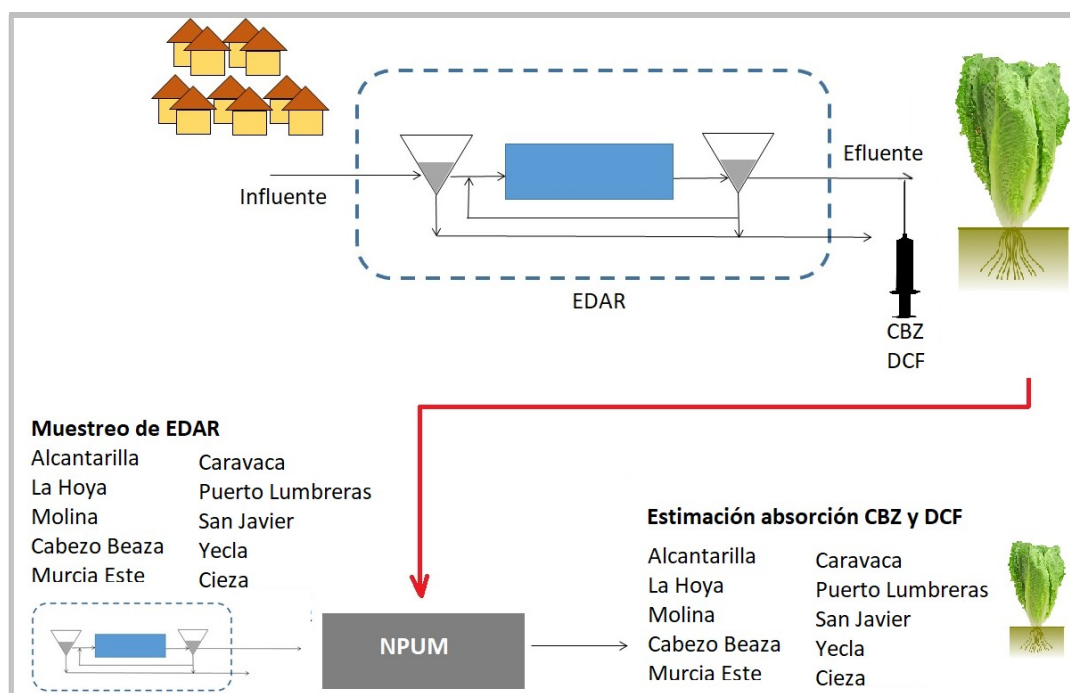 Influente
Efluente
EDAR
CBZ
DCF
Muestreo de EDAR
Alcantarilla
La Hoya
Molina
Cabezo Beaza
Murcia Este
Caravaca
Puerto Lumbreras
San Javier
Yecla
Cieza
NPUM
Estimación absorción CBZ y DCF
Alcantarilla
La Hoya
Molina
Cabezo Beaza
Murcia Este
Caravaca
Puerto Lumbreras
San Javier
Yecla
Cieza